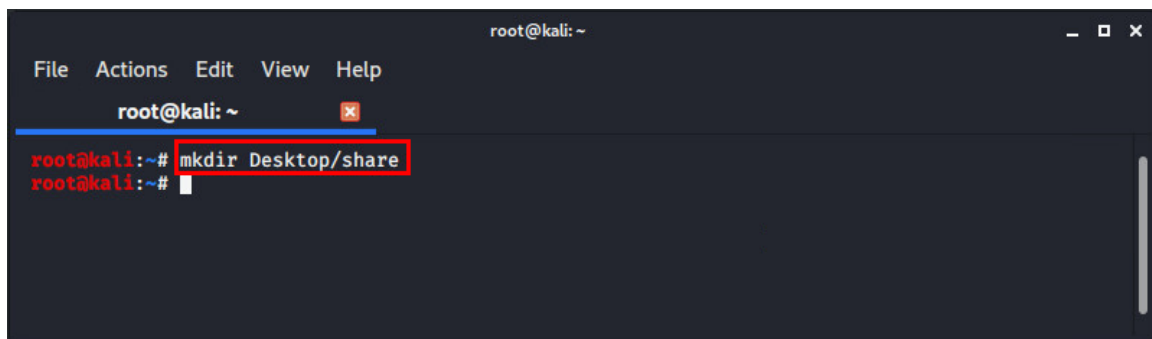 root@kali: ~
File Actions Edit View Help
root@kali: ~
root@kali:~# mkdir Desktop/share
root@kali:~#